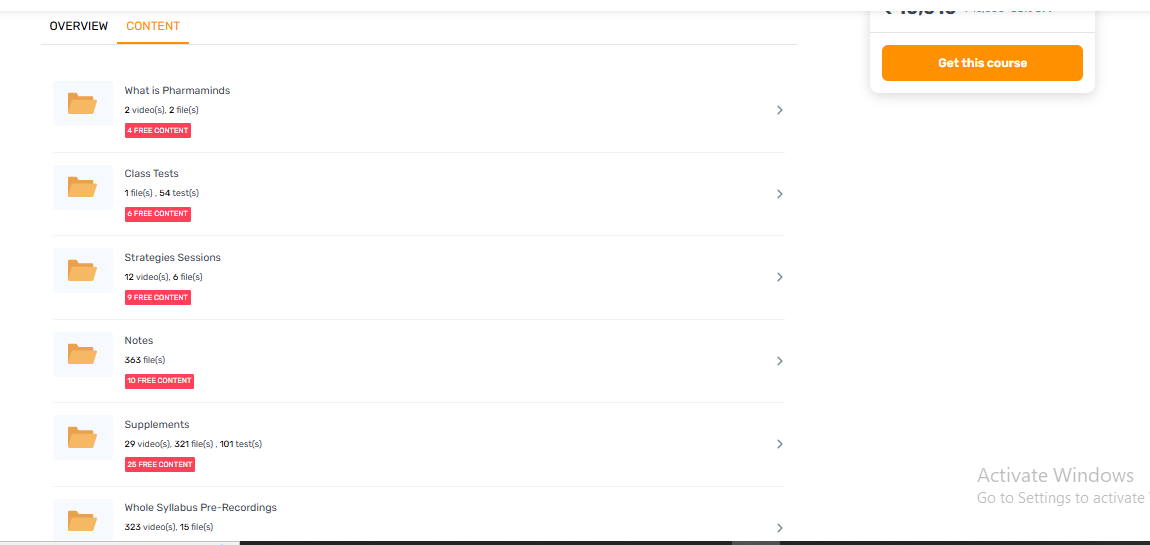 OVERVIEW CONTENT
Get this course
What is Pharmaminds
2 video(s), 2 file(s)
4 FREE CONTENT
Class Tests
1 file(s) , 54 test(s)
6 FREE CONTENT
Strategies Sessions
12 video(s), 6 file(s)
9 FREE CONTENT
Notes
363 file(s)
10 FREE CONTENT
Supplements
29 video(s), 321 file(s) , 101 test(s)
25 FREE CONTENT
Activate Windows
Go to Settings to activate
Whole Syllabus Pre-Recordings
323 video(s), 15 file(s)